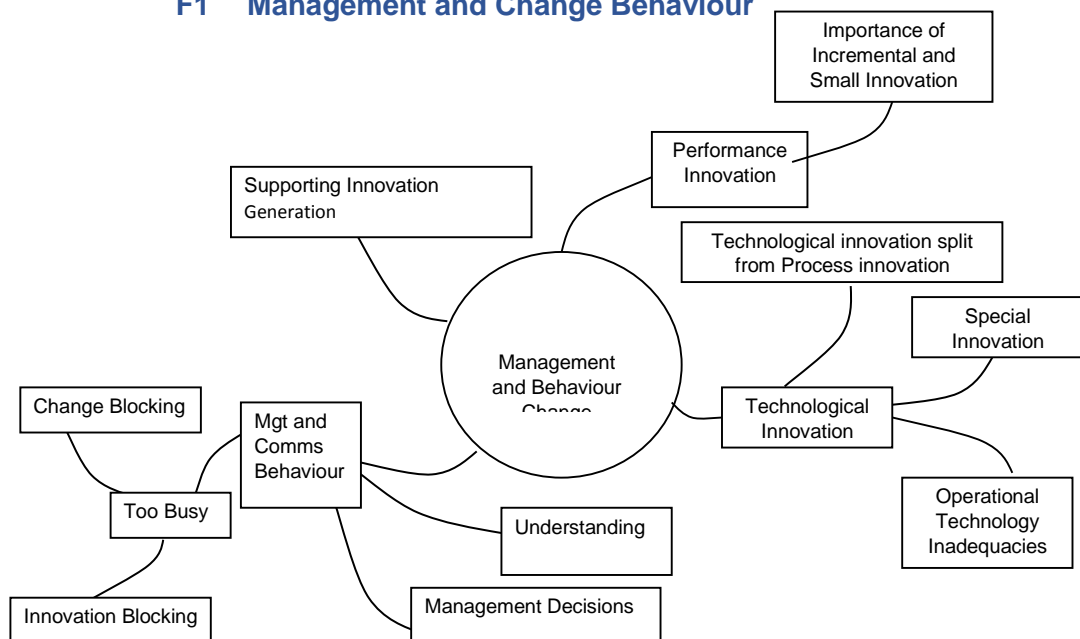 F1 Management and Change Behaviour
Importance of
Incremental and
Small Innovation
Performance
Innovation
Supporting Innovation
Generation
Technological innovation split
from Process innovation
Special
Innovation
Management
and Behaviour
Change
Change Blocking
Mgt and
Comms
Behaviour
Technological
Innovation
Too Busy
Understanding
Operational
Technology
Inadequacies
Innovation Blocking
Management Decisions